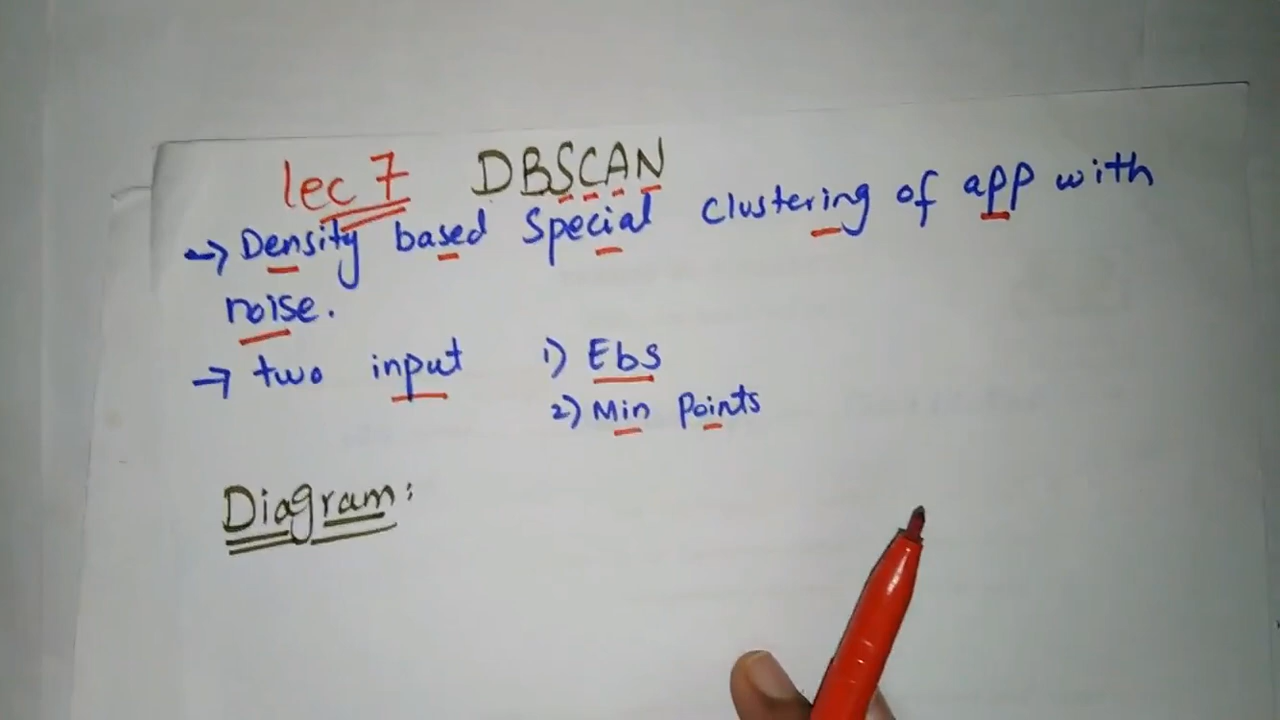 lec 7 DBSCAN
→ Density based Special clustering of app with
noise.
→ two input 1) Ebs
2) Min Points
Diagram: